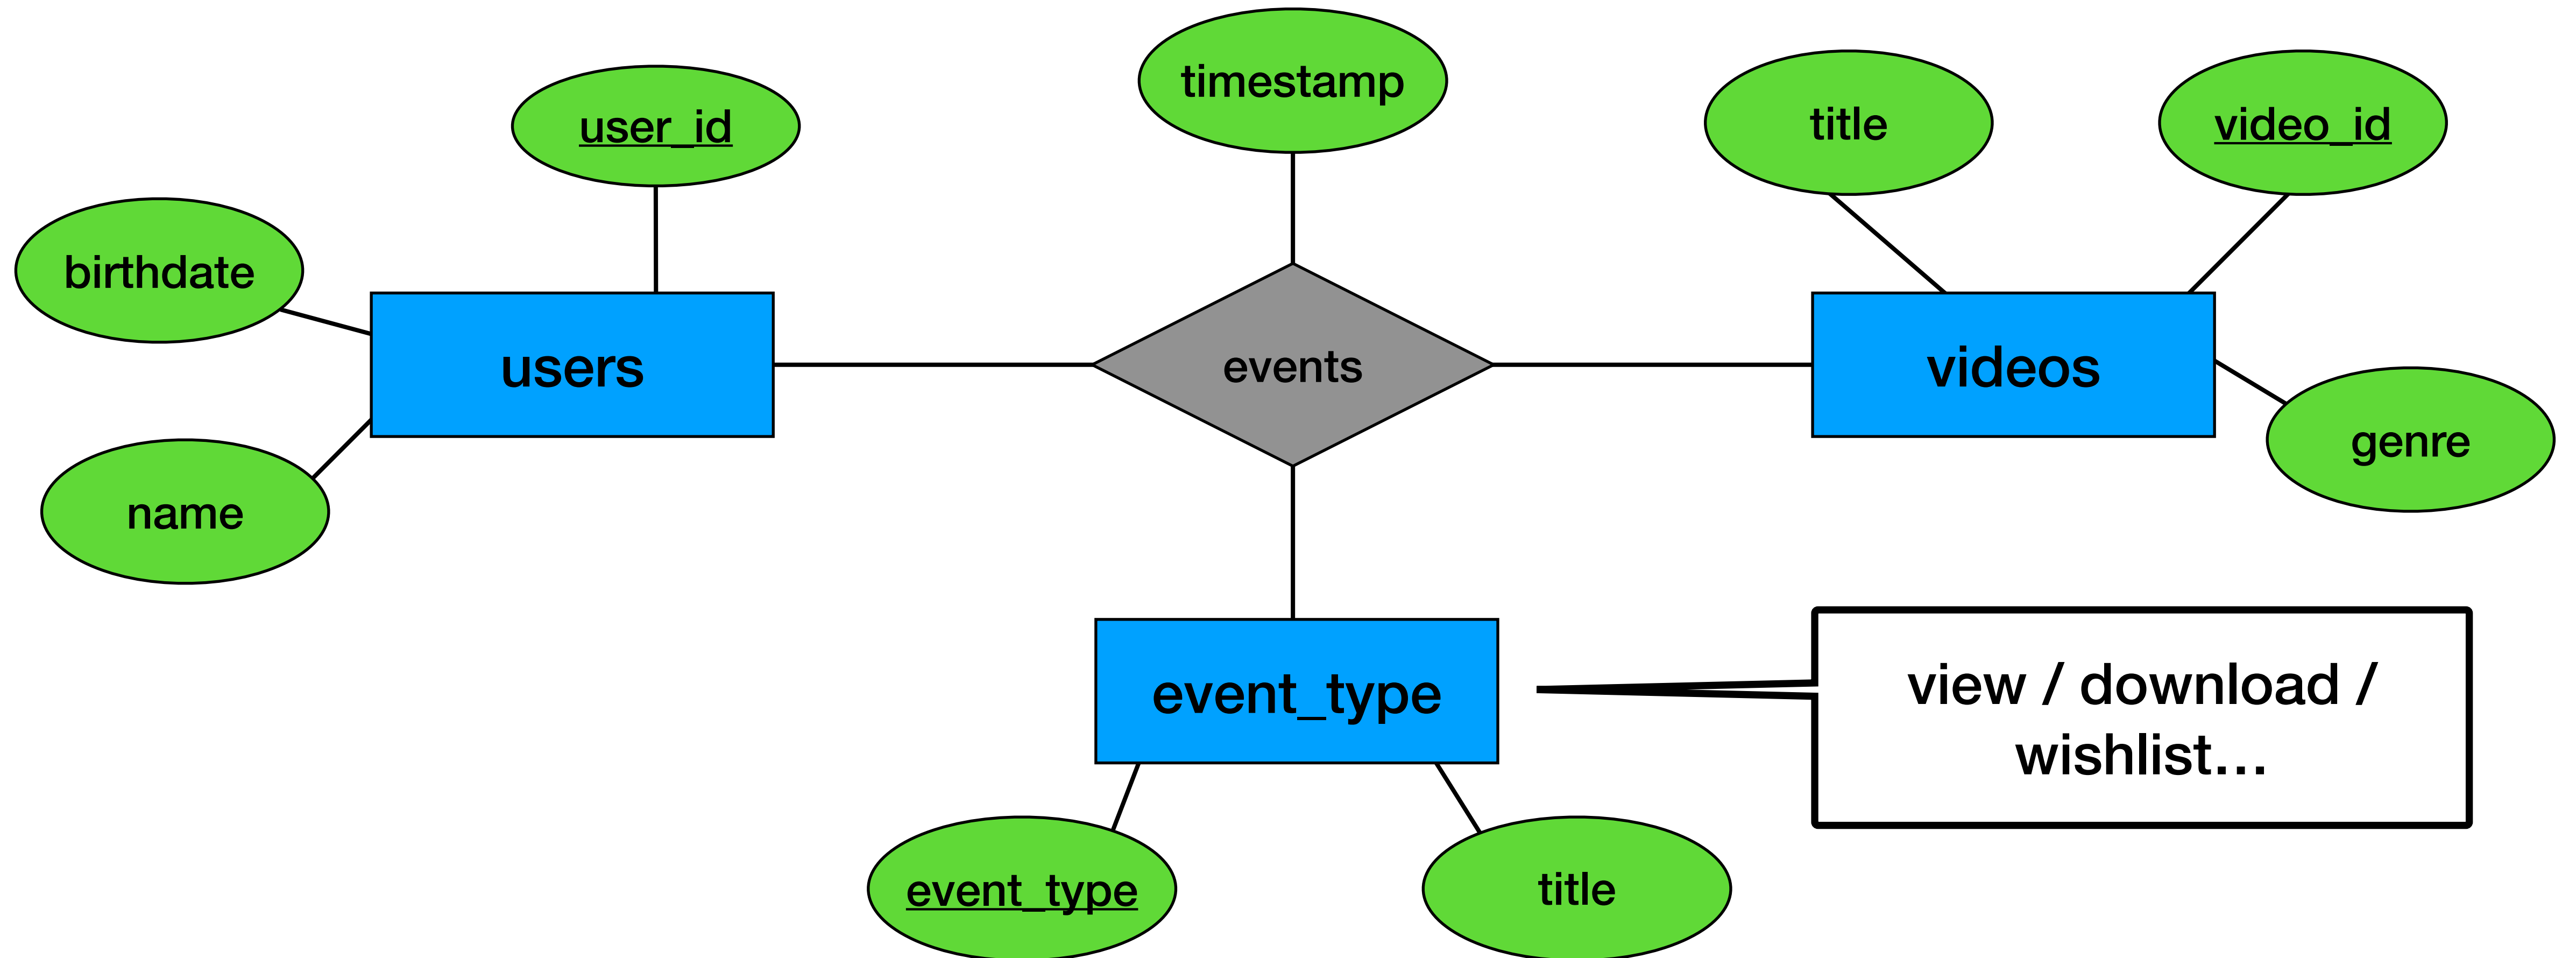 timestamp
title
video_id
user_id
birthdate
users
events
videos
genre
name
event_type
view / download /
wishlist...
event_type
title